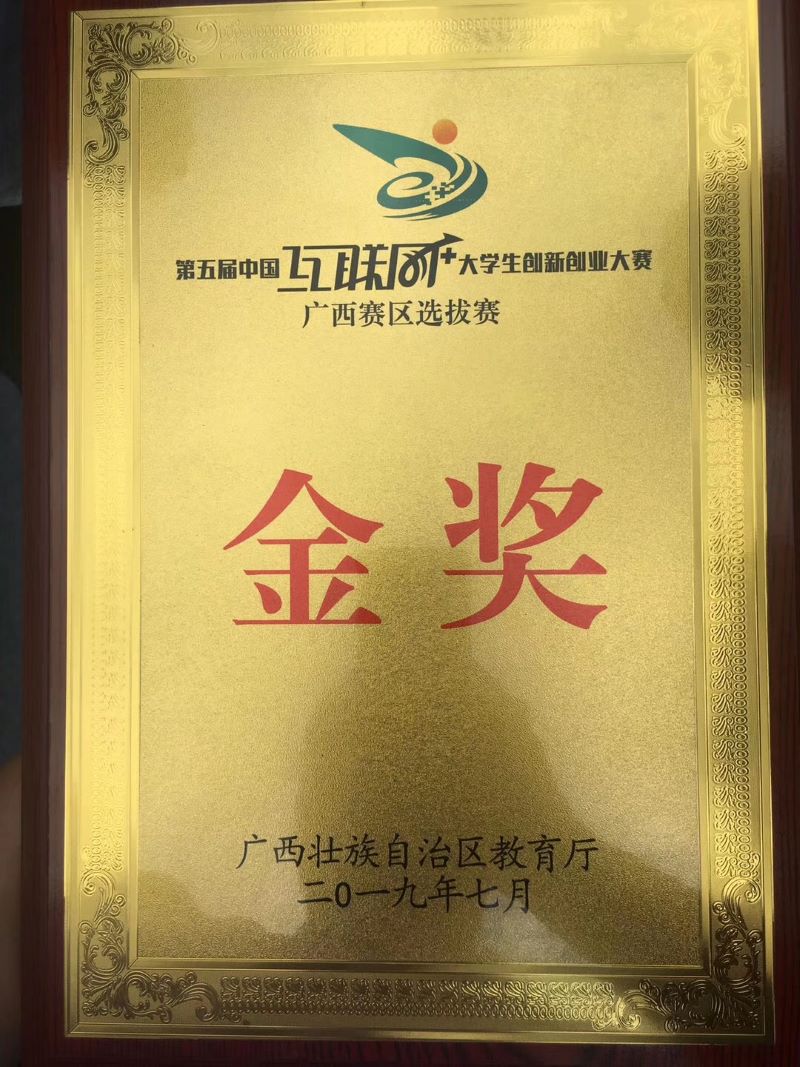 第五届中国互联网+大学生创新创业大赛
广西赛区选拔赛
金奖
广西壮族自治区教育厅
二0一九年七月